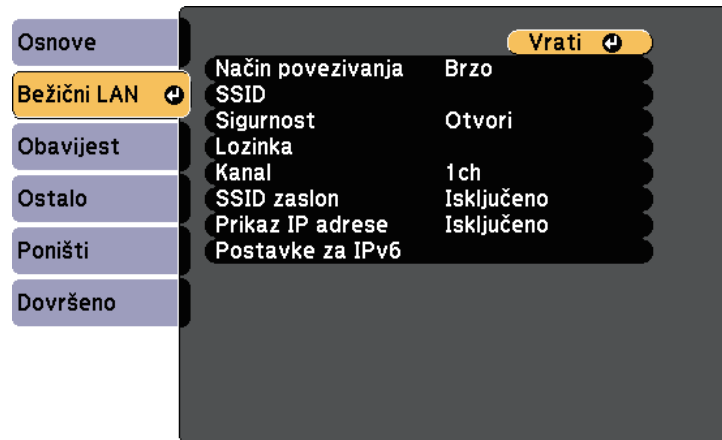 Osnove
Bežični LAN
Obavijest
Ostalo
Poništi
Dovršeno
Vrati
Način povezivanja Brzo
SSID
Sigurnost Otvori
Lozinka
Kanal 1ch
SSID zaslon Isključeno
Prikaz IP adrese Isključeno
Postavke za IPv6